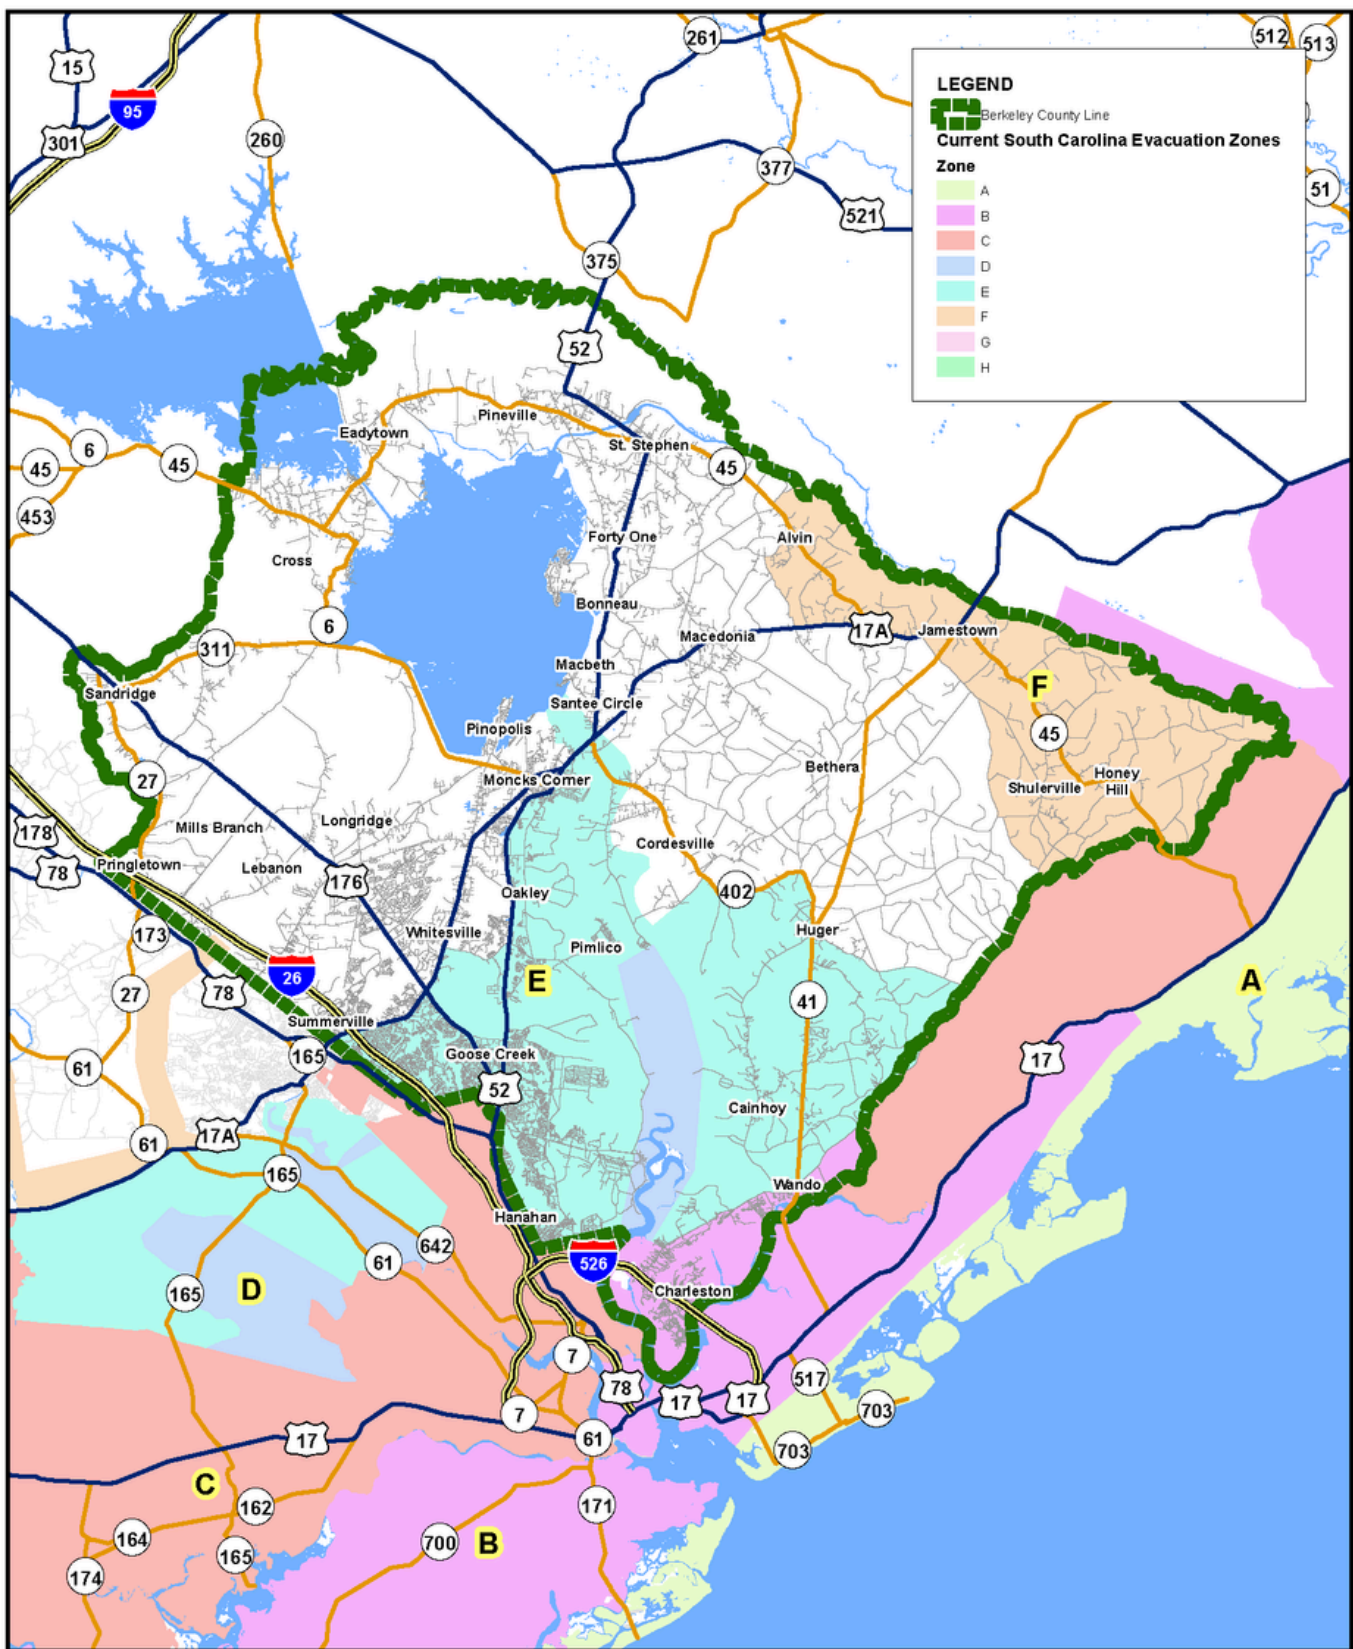 261
512
513
15
95
301
260
377
521
51
375
52
LEGEND
Berkeley County Line
Current South Carolina Evacuation Zones
Zone
A
B
C
D
E
F
G
H
Pineville
Eadytown
St. Stephen
6
45
45
45
453
Forty One
Alvin
Cross
Bonneau
6
17A
Jamestown
Macedonia
311
Macbeth
Sandridge
Santee Circle
F
Pinopolis
45
Bethera
Honey
Hill
Shulerville
27
Moncks Corner
Mills Branch
Longridge
178
78
Pringletown
Lebanon
Cordesville
176
Oakley
402
Whitesville
Huger
173
Pimlico
26
E
A
27
78
41
Summerville
165
Goose Creek
17
61
52
Cainhoy
17A
61
165
Wando
Hanahan
642
61
526
D
165
Charleston
7
78
517
17
17
703
7
61
703
17
C
162
171
164
700
B
165
174